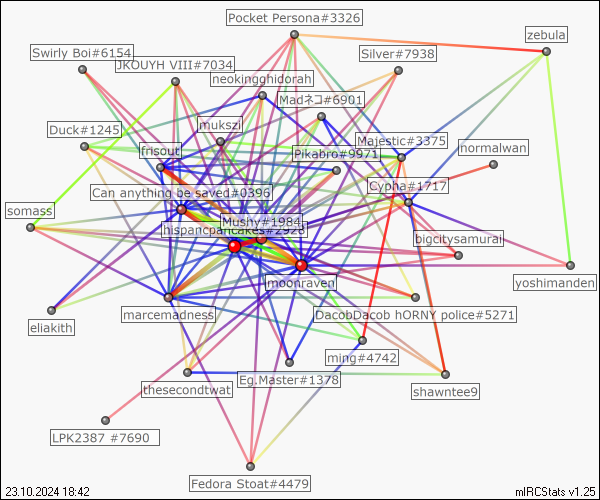 Pocket Persona#3326
zebula
Swirly Boi#6154
Silver#7938
JKOUYH VIII#7034
neokingghidorah
Madネコ#6901
Duck#1245
mukszi
Majestic#3375
frisout
Pikabro#9971
normalwan
Can anything be saved#0396
Cypha#1717
somass
Mushy#1984
hispanicpancakes#2928
bigcitysamurai
moonraven
yoshimanden
eliakith
marcemadness
DacobDacob hORNY police#5271
ming#4742
thesecondtwat
Eg.Master#1378
shawntee9
LPK2387 #7690
Fedora Stoat#4479
23.10.2024 18:42
mIRCStats v1.25